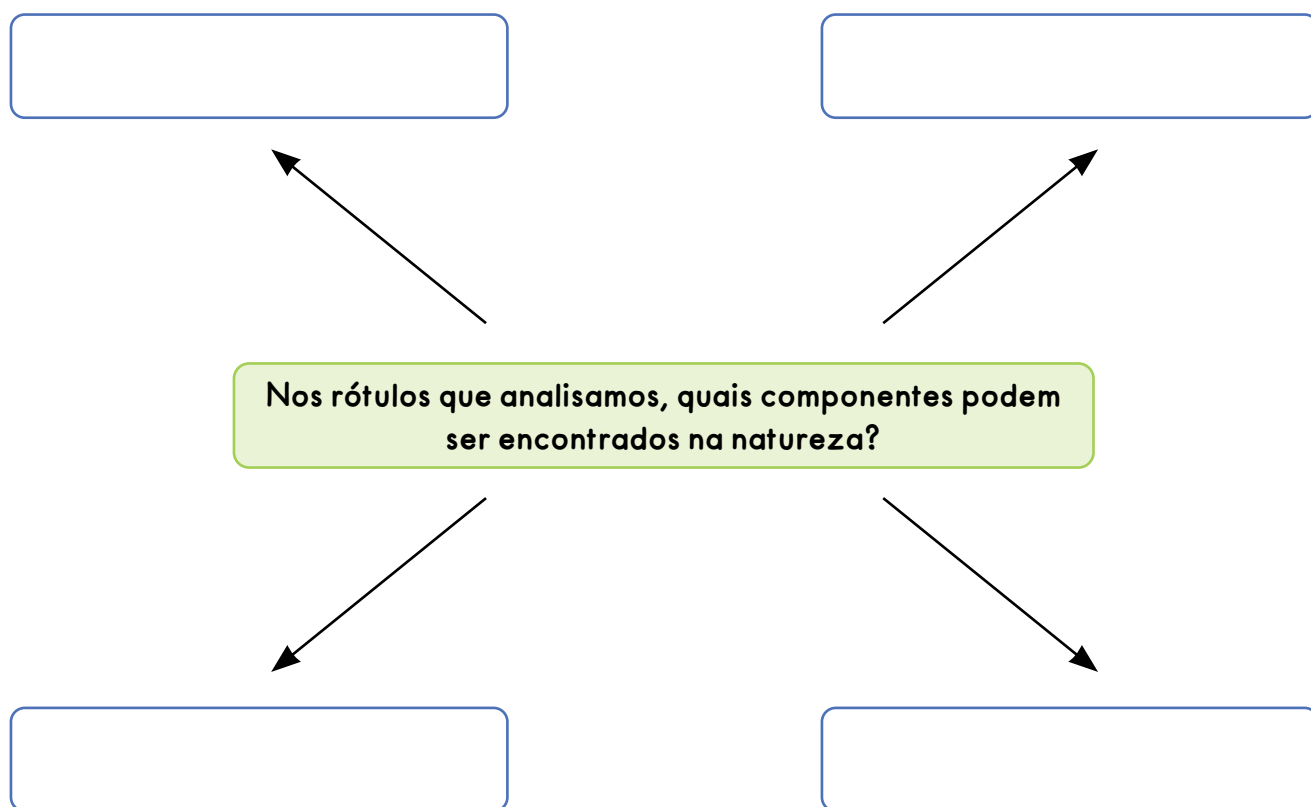 Nos rótulos que analisamos, quais componentes podem
ser encontrados na natureza?